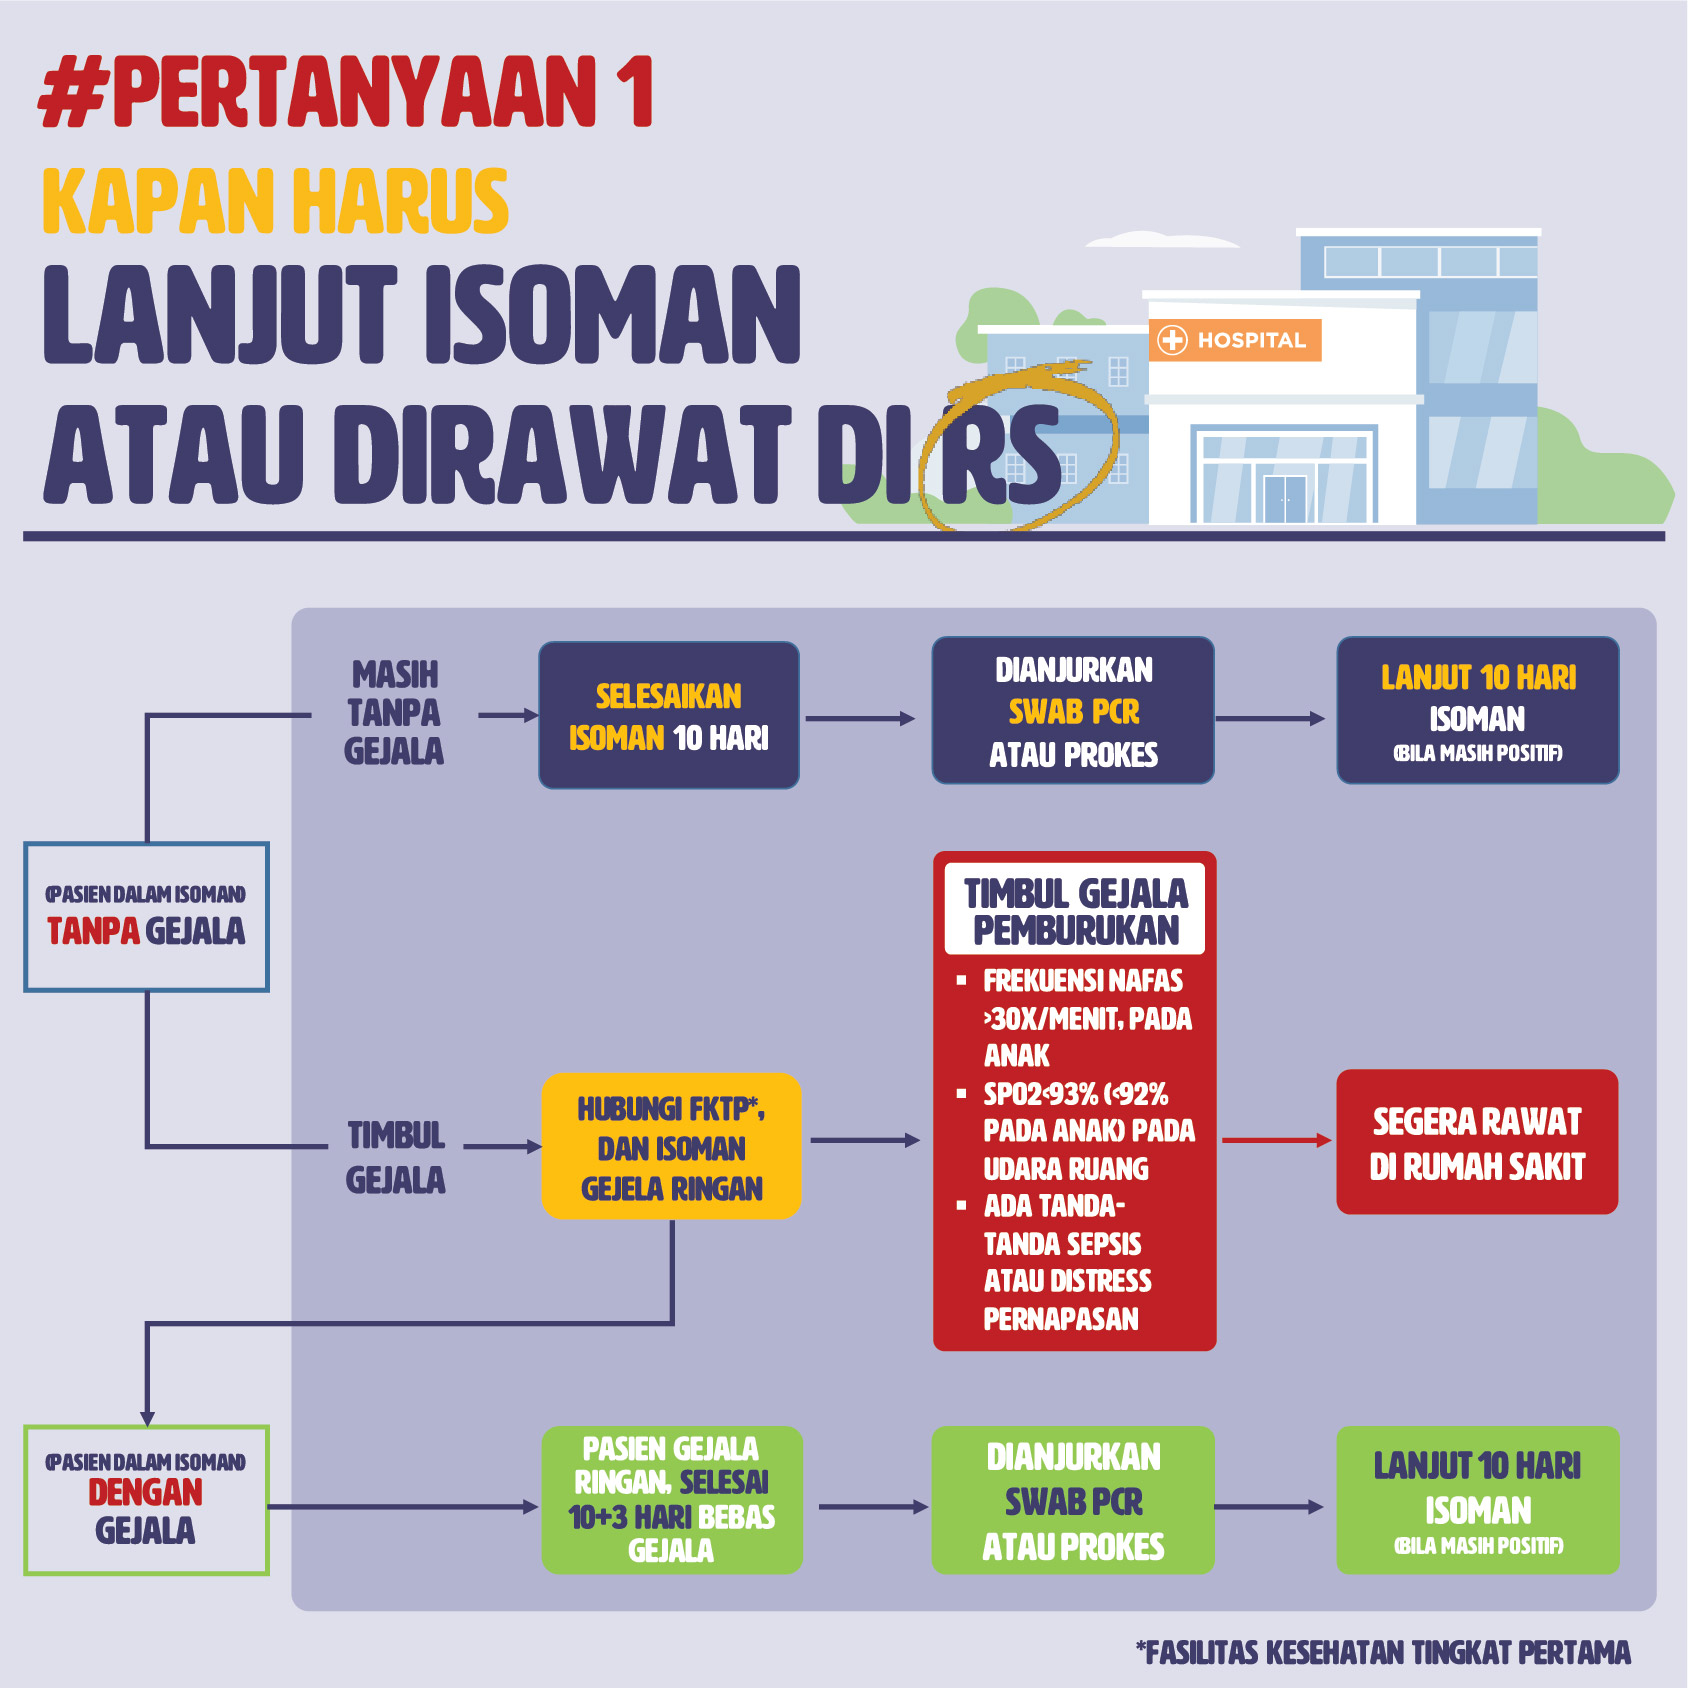 #PERTANYAAN 1
KAPAN HARUS
LANJUT ISOMAN
ATAU DIRAWAT DI RS
HOSPITAL
MASIH
TANPA
GEJALA
SELESAIKAN
ISOMAN 10 HARI
DIANJURKAN
SWAB PCR
ATAU PROKES
LANJUT 10 HARI
ISOMAN
(BILA MASIH POSITIF)
(PASIEN DALAM ISOMAN)
TANPA GEJALA
TIMBUL
GEJALA
HUBUNGI FKTP*,
DAN ISOMAN
GEJELA RINGAN
TIMBUL GEJALA
PEMBURUKAN
▪ FREKUENSI NAFAS
>30X/MENIT, PADA
ANAK
▪ SPO2<93% (<92%
PADA ANAK) PADA
UDARA RUANG
▪ ADA TANDA-
TANDA SEPSIS
ATAU DISTRESS
PERNAPASAN
SEGERA RAWAT
DI RUMAH SAKIT
(PASIEN DALAM ISOMAN)
DENGAN
GEJALA
PASIEN GEJALA
RINGAN, SELESAI
10+3 HARI BEBAS
GEJALA
DIANJURKAN
SWAB PCR
ATAU PROKES
LANJUT 10 HARI
ISOMAN
(BILA MASIH POSITIF)
*FASILITAS KESEHATAN TINGKAT PERTAMA